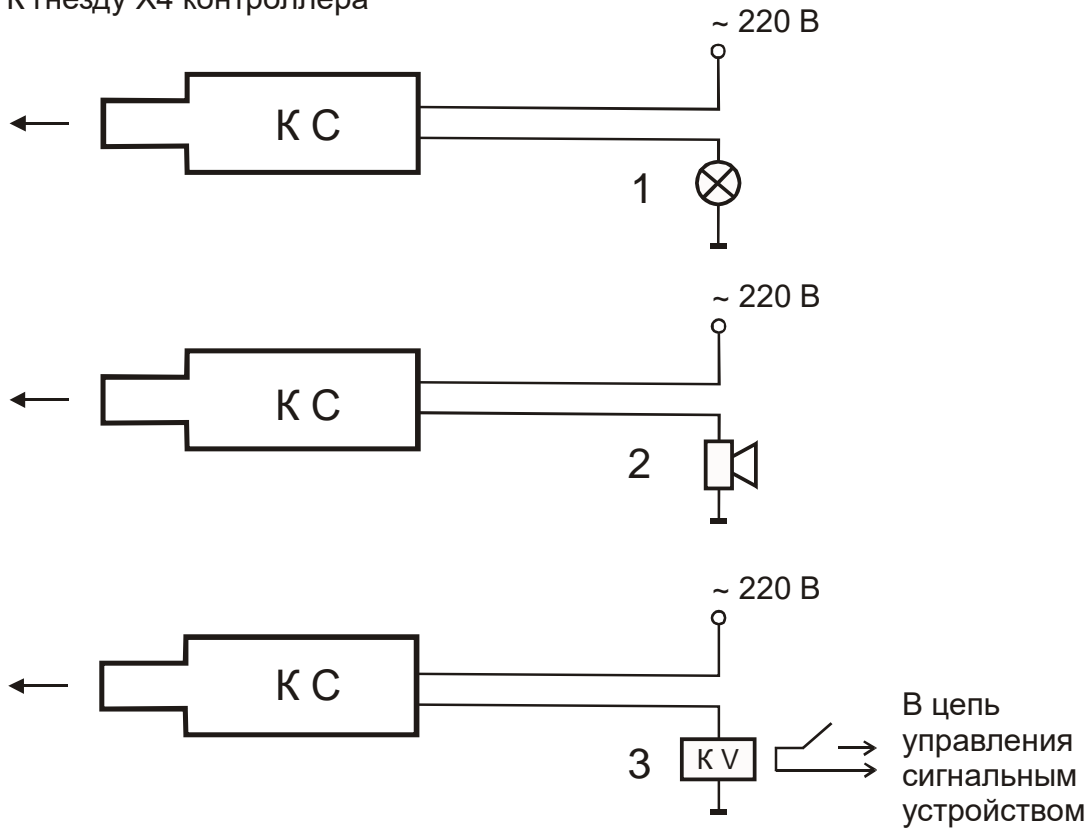 К гнезду Х4 контроллера
~ 220 В
К С
1
~ 220 В
К С
2
~ 220 В
К С
3
К V
В цепь
управления
сигнальным
устройством